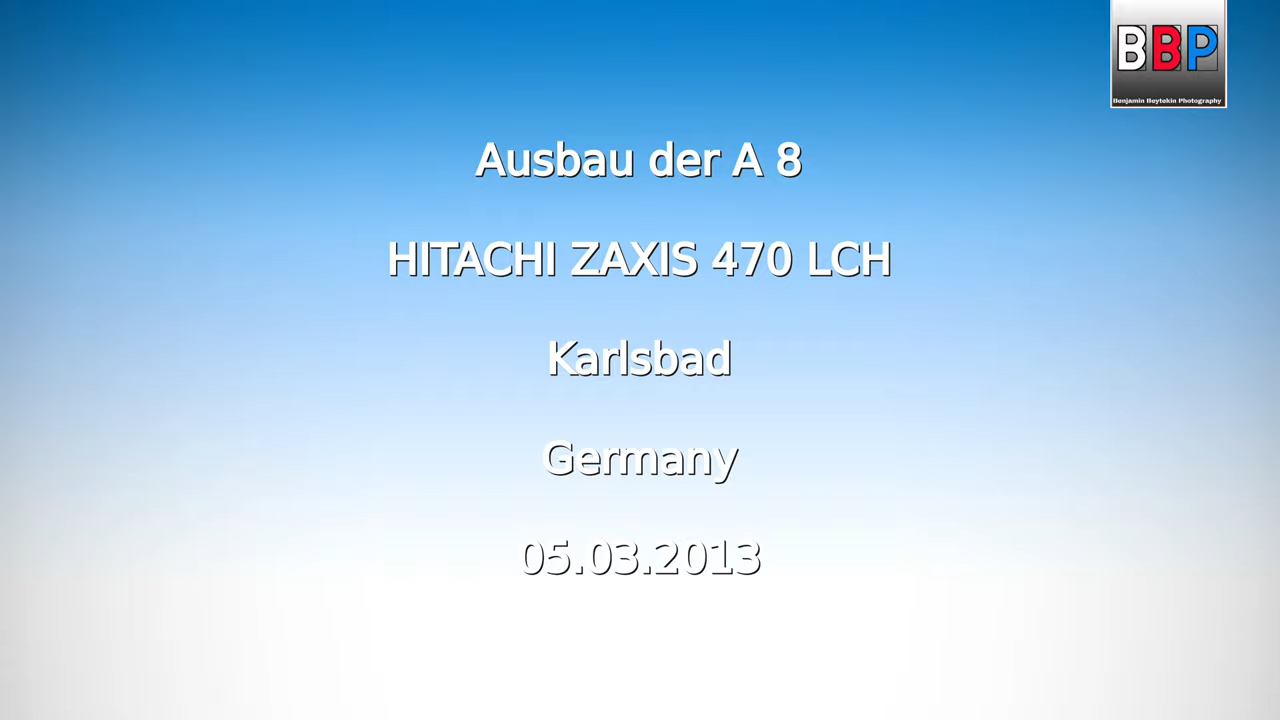 BBP
Benjamin Beytekin Photography
Ausbau der A 8
HITACHI ZAXIS 470 LCH
Karlsbad
Germany
05.03.2013